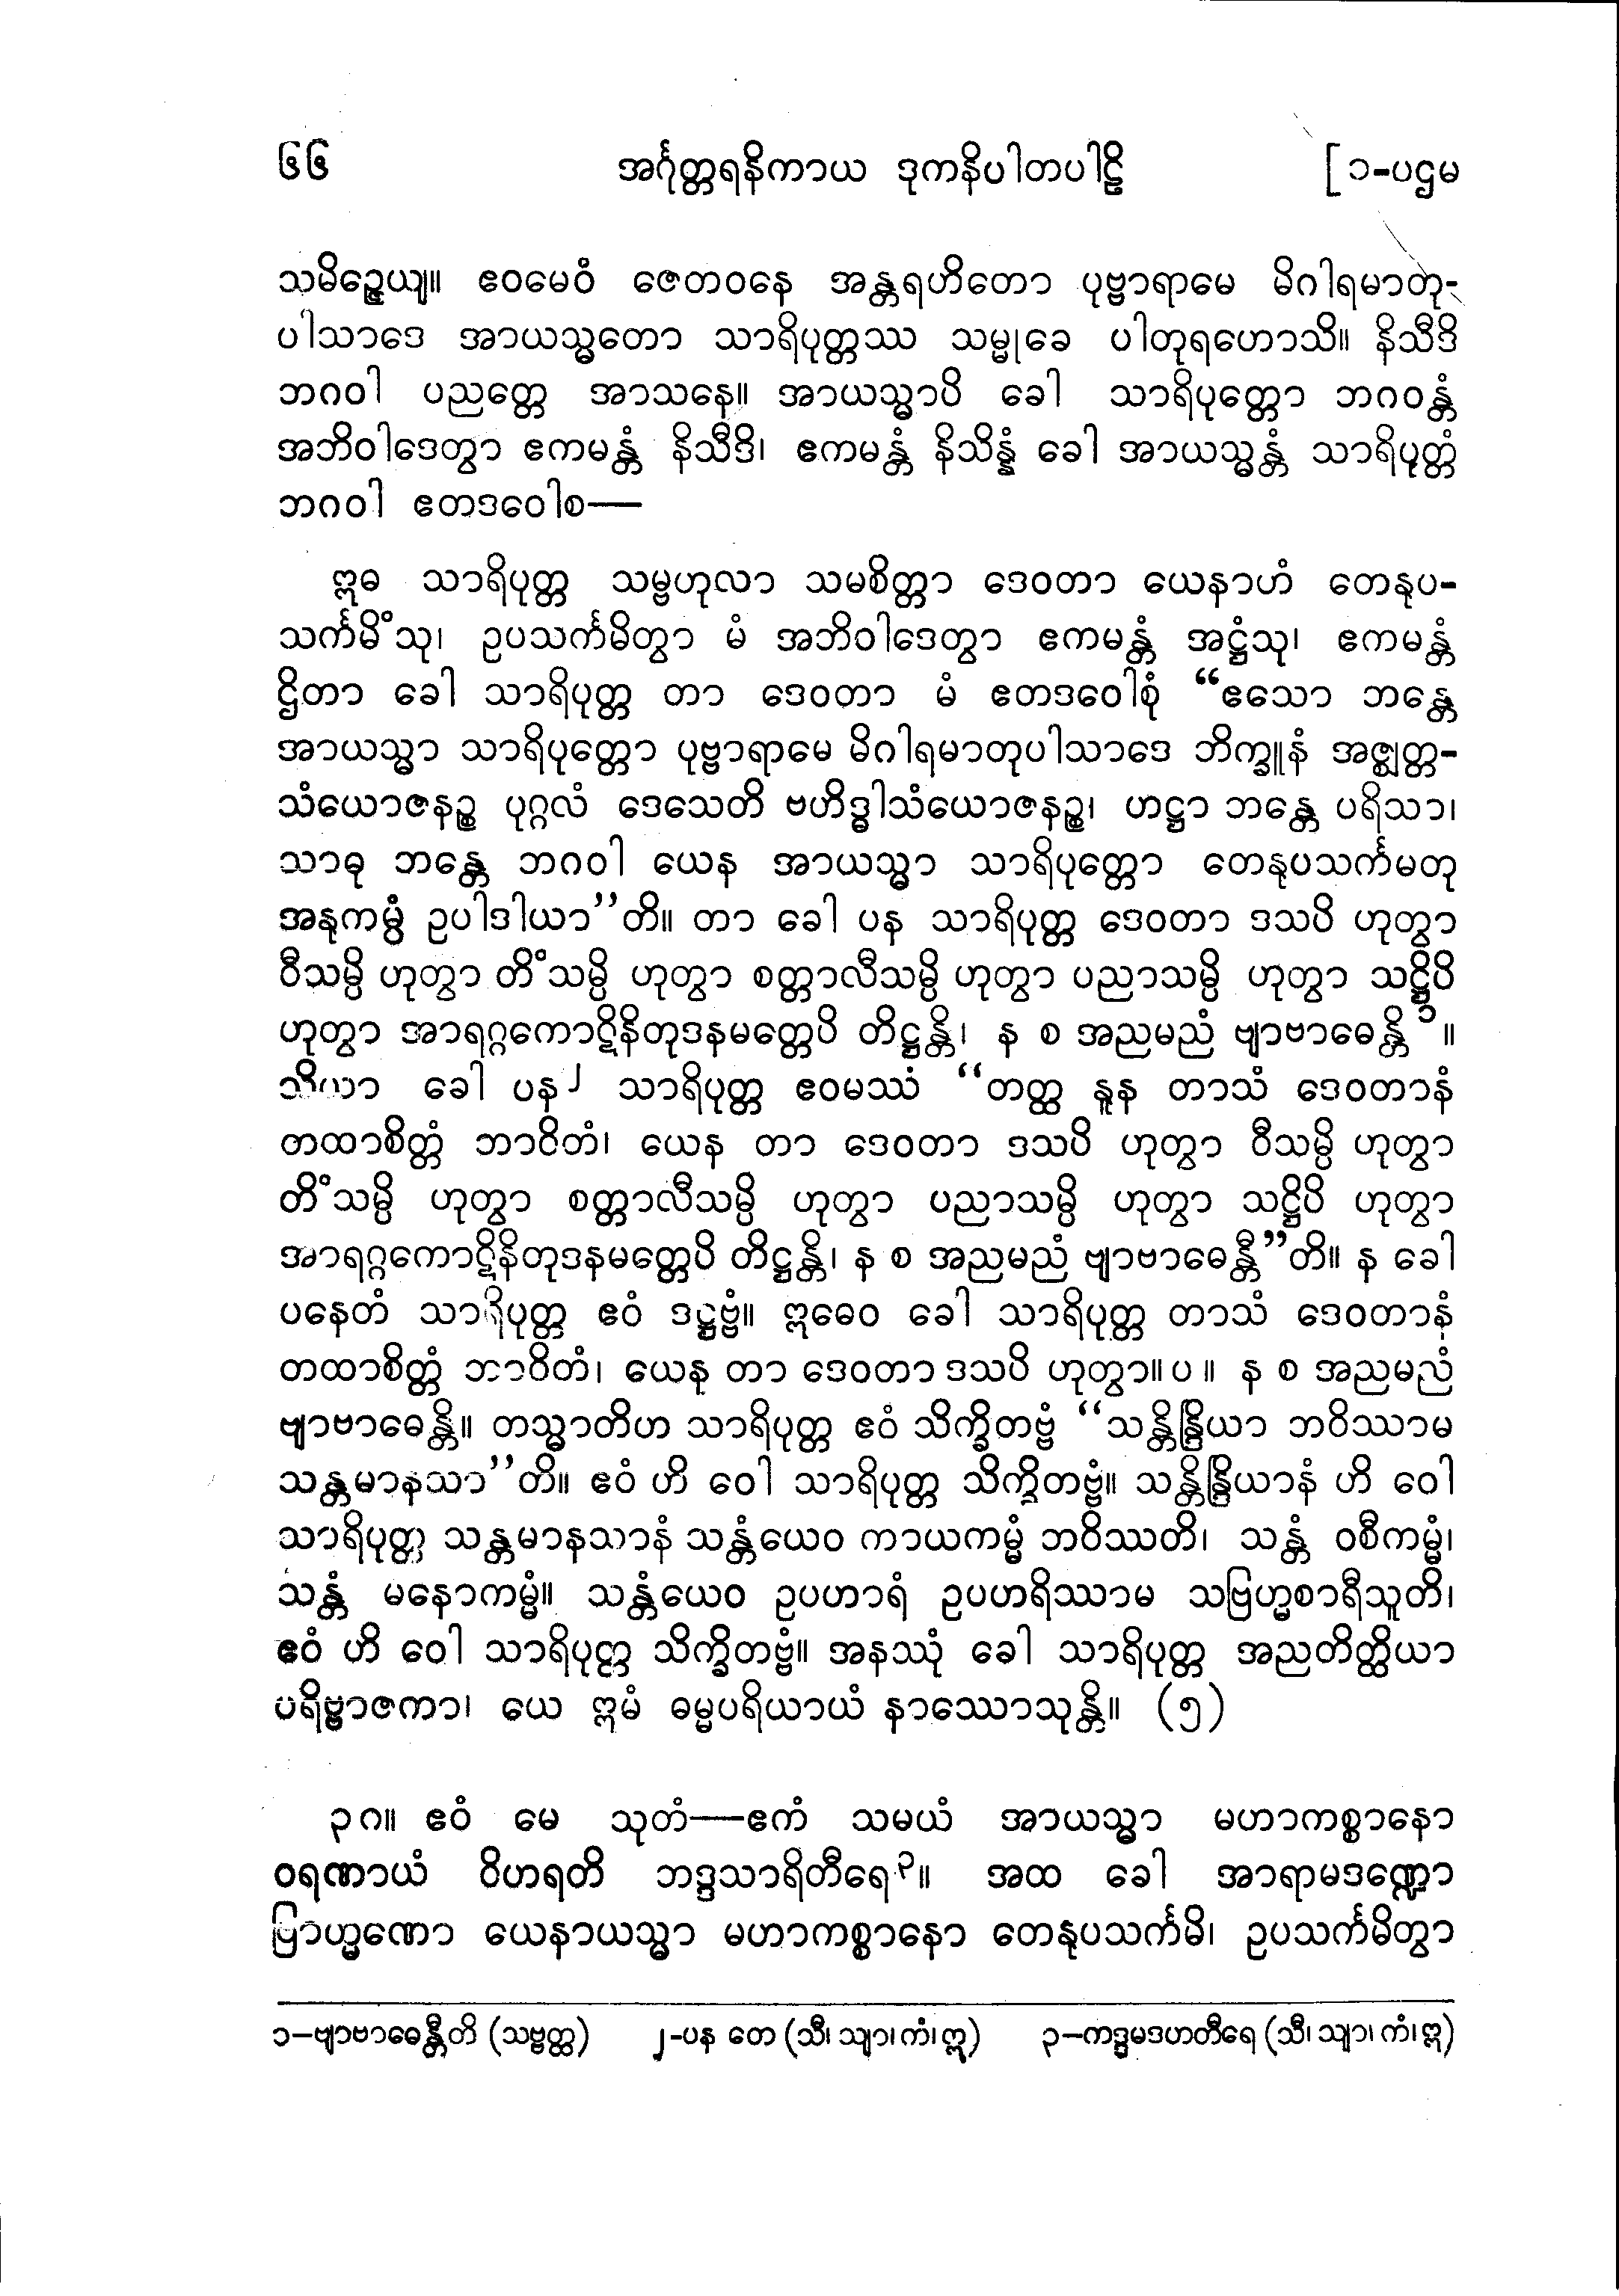 ၆၆ အင်္ဂုတ္တရနိကာယ ဒုကနိပါတပါဠိ [ ၁-ပဌမ
သမိဉ္ဇေယျ။ ဧဝမေဝံ ဇေတဝနေ အန္တရဟိတော ပုဗ္ဗာရာမေ မိဂါရမာတု-
ပါသာဒေ အာယသ္မတော သာရိပုတ္တဿ သမ္မုခေ ပါတုရဟောသိ။ နိသီဒိ
ဘဂဝါ ပညတ္တေ အာသနေ။ အာယသ္မာပိ ခေါ သာရိပုတ္တော ဘဂဝန္တံ
အဘိဝါဒေတွာ ဧကမန္တံ နိသီဒိ၊ ဧကမန္တံ နိသိန္နံ ခေါ အာယသ္မန္တံ သာရိပုတ္တံ
ဘဂဝါ ဧတဒဝေါစ—
ဣဓ သာရိပုတ္တ သမ္ဗဟုလာ သမစိတ္တာ ဒေဝတာ ယေနာဟံ တေနုပ-
သင်္ကမိံသု၊ ဥပသင်္ကမိတွာ မံ အဘိဝါဒေတွာ ဧကမန္တံ အဋ္ဌံသု၊ ဧကမန္တံ
ဌိတာ ခေါ သာရိပုတ္တ တာ ဒေဝတာ မံ ဧတဒဝေါစုံ “ဧသော ဘန္တေ
အာယသ္မာ သာရိပုတ္တော ပုဗ္ဗာရာမေ မိဂါရမာတုပါသာဒေ ဘိက္ခူနံ အဇ္ဈတ္တ-
သံယောဇနဉ္စ ပုဂ္ဂလံ ဒေသေတိ ဗဟိဒ္ဓါသံယောဇနဉ္စ၊ ဟဋ္ဌာ ဘန္တေ ပရိသာ၊
သာဓု ဘန္တေ ဘဂဝါ ယေန အာယသ္မာ သာရိပုတ္တော တေနုပသင်္ကမတု
အနုကမ္ပံ ဥပါဒါယာ”တိ။ တာ ခေါ ပန သာရိပုတ္တ ဒေဝတာ ဒသပိ ဟုတွာ
ဝီသမ္ပိ ဟုတွာ တိံသမ္ပိ ဟုတွာ စတ္တာလီသမ္ပိ ဟုတွာ ပညာသမ္ပိ ဟုတွာ သဋ္ဌိပိ
ဟုတွာ အာရဂ္ဂကောဋိနိတုဒနမတ္တေပိ တိဋ္ဌန္တိ၊ န စ အညမညံ ဗျာဗာဓေန္တိ ၁။
သိယာ ခေါ ပန၂ သာရိပုတ္တ ဧဝမဿ “တတ္ထ နူန တာသံ ဒေဝတာနံ
တထာစိတ္တံ ဘာဝိတံ၊ ယေန တာ ဒေဝတာ ဒသပိ ဟုတွာ ဝီသမ္ပိ ဟုတွာ
တိံသမ္ပိ ဟုတွာ စတ္တာလီသမ္ပိ ဟုတွာ ပညာသမ္ပိ ဟုတွာ သဋ္ဌိပိ ဟုတွာ
အာရဂ္ဂကောဋိနိတုဒနမတ္တေပိ တိဋ္ဌန္တိ၊ န စ အညမညံ ဗျာဗာဓေန္တီ”တိ။ န ခေါ
ပနေတံ သာရိပုတ္တ ဧဝံ ဒဋ္ဌဗ္ဗံ။ ဣဓေဝ ခေါ သာရိပုတ္တ တာသံ ဒေဝတာနံ
တထာစိတ္တံ ဘာဝိတံ၊ ယေန တာ ဒေဝတာ ဒသပိ ဟုတွာ။ပ။ န စ အညမညံ
ဗျာဗာဓေန္တိ။ တသ္မာတိဟ သာရိပုတ္တ ဧဝံ သိက္ခိတဗ္ဗံ “သန္တိန္ဒြိယာ ဘဝိဿာမ
သန္တမာနသာ”တိ။ ဧဝံ ဟိ ဝေါ သာရိပုတ္တ သိက္ခိတဗ္ဗံ။ သန္တိန္ဒြိယာနံ ဟိ ဝေါ
သာရိပုတ္တ သန္တမာနသာနံ သန္တံယေဝ ကာယကမ္မံ ဘဝိဿတိ၊ သန္တံ ဝစီကမ္မံ၊
သန္တံ မနောကမ္မံ။ သန္တံယေဝ ဥပဟာရံ ဥပဟရိဿာမ သဗြဟ္မစာရီသူတိ၊
ဧဝံ ဟိ ဝေါ သာရိပုတ္တ သိက္ခိတဗ္ဗံ။ အနဿုံ ခေါ သာရိပုတ္တ အညတိတ္ထိယာ
ပရိဗ္ဗာဇကာ၊ ယေ ဣမံ ဓမ္မပရိယာယံ နာဿောသုန္တိ။ (၅)
၃၈။ ဧဝံ မေ သုတံ—ဧကံ သမယံ အာယသ္မာ မဟာကစ္စာနော
ဝရဏာယံ ဝိဟရတိ ဘဒ္ဒသာရိတီရေ၃။ အထ ခေါ အာရာမဒဏ္ဍော
ဗြာဟ္မဏော ယေနာယသ္မာ မဟာကစ္စာနော တေနုပသင်္ကမိ၊ ဥပသင်္ကမိတွာ
၁-ဗျာဗာဓေန္တီတိ (သဗ္ဗတ္ထ) ၂-ပန တေ (သီ၊ သျာ၊ ကံ၊ ဣ) ၃-ကဒ္ဒမဒဟတီရေ (သီ၊ သျာ၊ ကံ၊ ဣ)